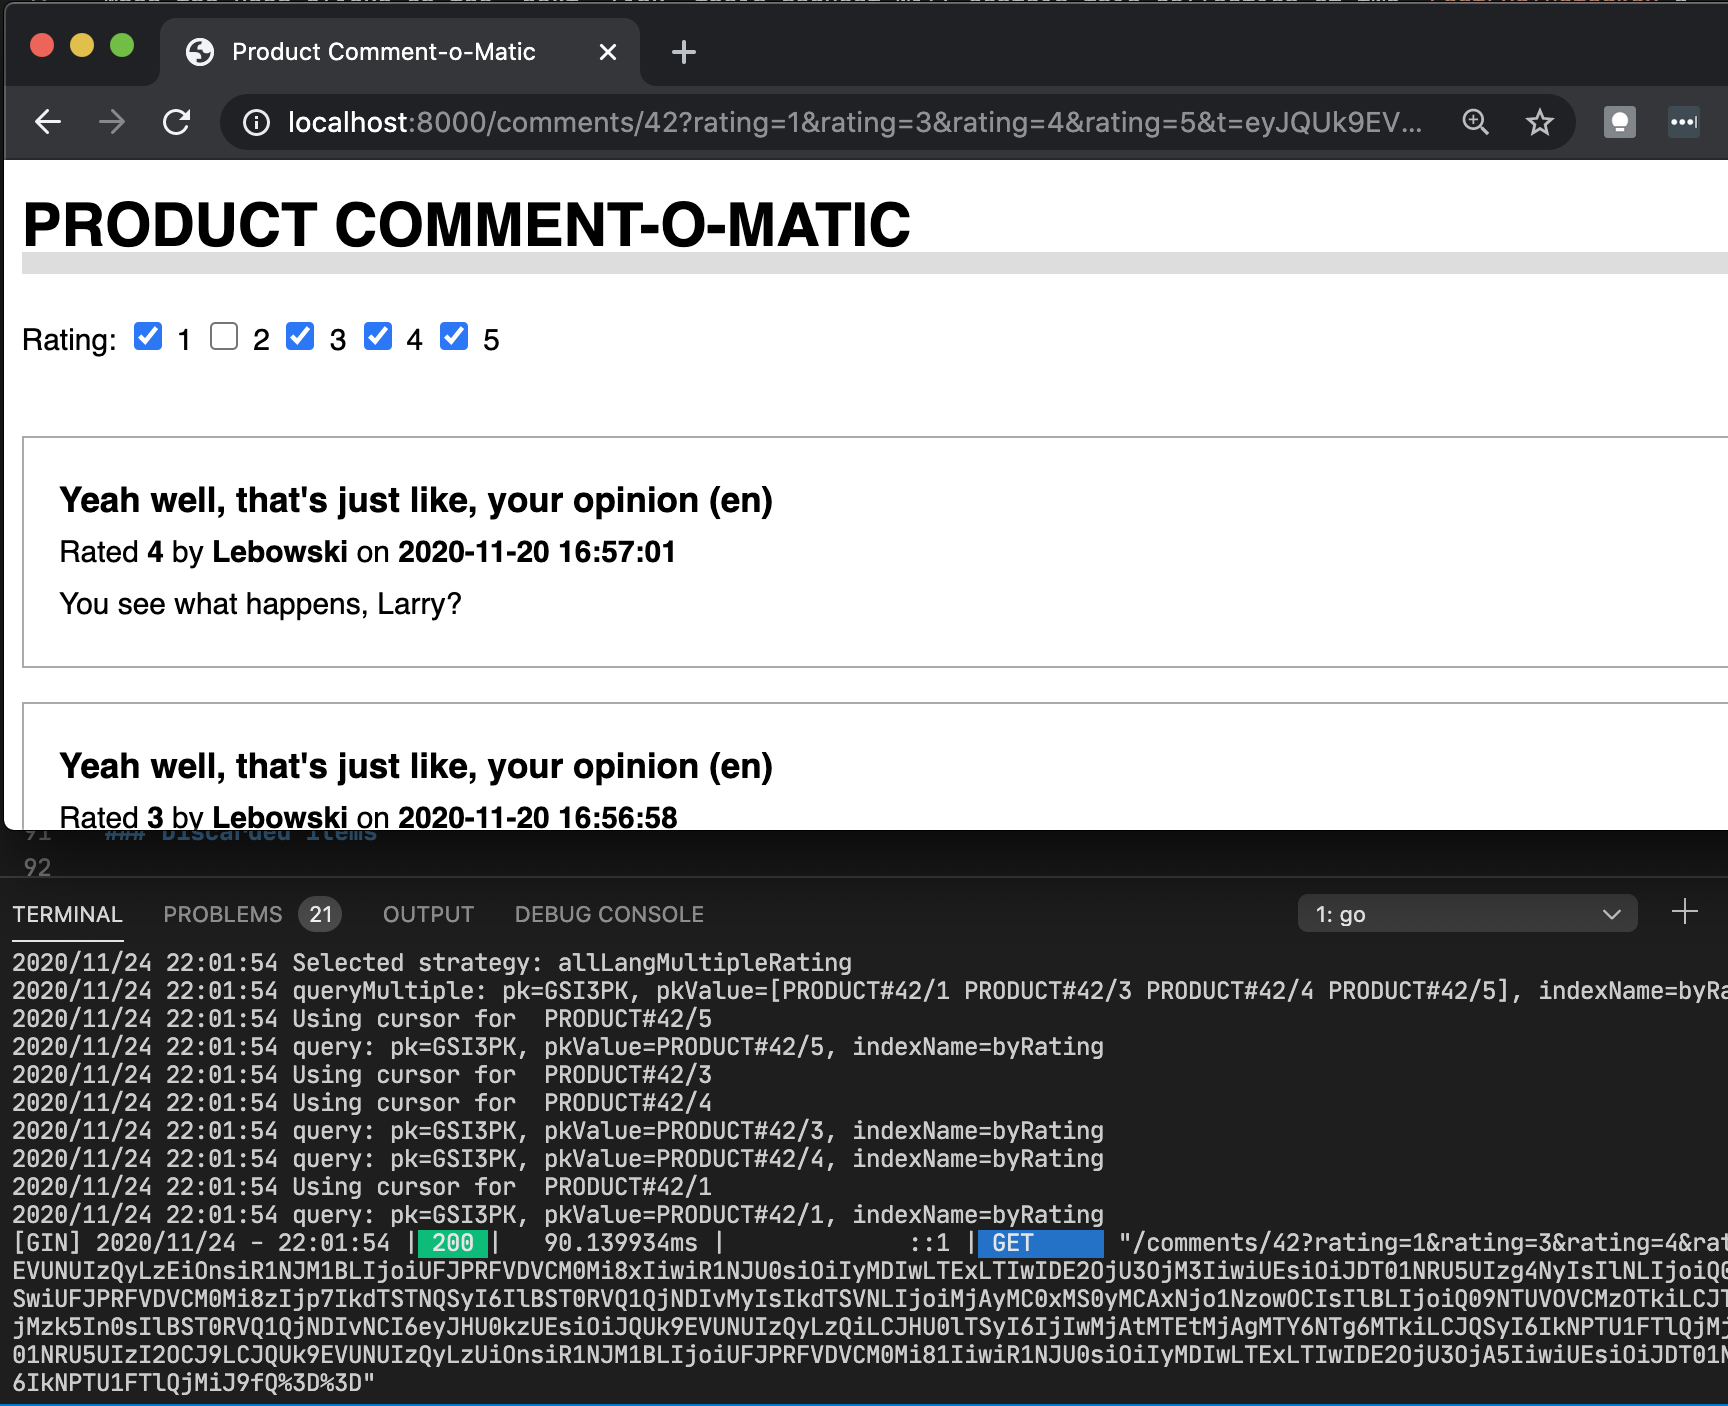 Product Comment-o-Matic
localhost:8000/comments/42?rating=1&rating=3&rating=4&rating=5&t=eyJQUk9EV...
PRODUCT COMMENT-O-MATIC
Rating: 1 2 3 4 5
Yeah well, that's just like, your opinion (en)
Rated 4 by Lebowski on 2020-11-20 16:57:01
You see what happens, Larry?
Yeah well, that's just like, your opinion (en)
Rated 3 by Lebowski on 2020-11-20 16:56:58
91 ### Discarded items
92
TERMINAL PROBLEMS 21 OUTPUT DEBUG CONSOLE 1: go
2020/11/24 22:01:54 Selected strategy: allLangMultipleRating
2020/11/24 22:01:54 queryMultiple: pk=GSI3PK, pkValue=[PRODUCT#42/1 PRODUCT#42/3 PRODUCT#42/4 PRODUCT#42/5], indexName=byRa
2020/11/24 22:01:54 Using cursor for  PRODUCT#42/5
2020/11/24 22:01:54 query: pk=GSI3PK, pkValue=PRODUCT#42/5, indexName=byRating
2020/11/24 22:01:54 Using cursor for  PRODUCT#42/3
2020/11/24 22:01:54 Using cursor for  PRODUCT#42/4
2020/11/24 22:01:54 query: pk=GSI3PK, pkValue=PRODUCT#42/3, indexName=byRating
2020/11/24 22:01:54 query: pk=GSI3PK, pkValue=PRODUCT#42/4, indexName=byRating
2020/11/24 22:01:54 Using cursor for  PRODUCT#42/1
2020/11/24 22:01:54 query: pk=GSI3PK, pkValue=PRODUCT#42/1, indexName=byRating
[GIN] 2020/11/24 - 22:01:54 | 200 |   90.139934ms |             ::1 | GET      "/comments/42?rating=1&rating=3&rating=4&rat
EVUNUIzQyLzEiOnsiR1NJM1BLIjoiUFJPRFVDVCM0Mi8xIiwiR1NJU0siOiIyMDIwLTExLTIwIDE2OjU3OjM3IiwiUEsiOiJDT01NRU5UIzg4NyIsIlNLIjoiQ0
SwiUFJPRFVDVCM0Mi8zIjp7IkdTSTNQSyI6IlBST0RVQ1QjNDIvMyIsIkdTSVNLIjoiMjAyMC0xMS0yMCAxNjo1NzowOCIsIlBLIjoiQ09NTUVOVCMzOTkiLCJT
jMzk5In0sIlBST0RVQ1QjNDIvNCI6eyJHU0kzUEsiOiJQUk9EVUNUIzQyLzQiLCJHU0lTSyI6IjIwMjAtMTEtMjAgMTY6NTg6MTkiLCJQSyI6IkNPTU1FTlQjMj
01NRU5UIzI2OCJ9LCJQUk9EVUNUIzQyLzUiOnsiR1NJM1BLIjoiUFJPRFVDVCM0Mi81IiwiR1NJU0siOiIyMDIwLTExLTIwIDE2OjU3OjA5IiwiUEsiOiJDT01N
6IkNPTU1FTlQjMiJ9fQ%3D%3D"